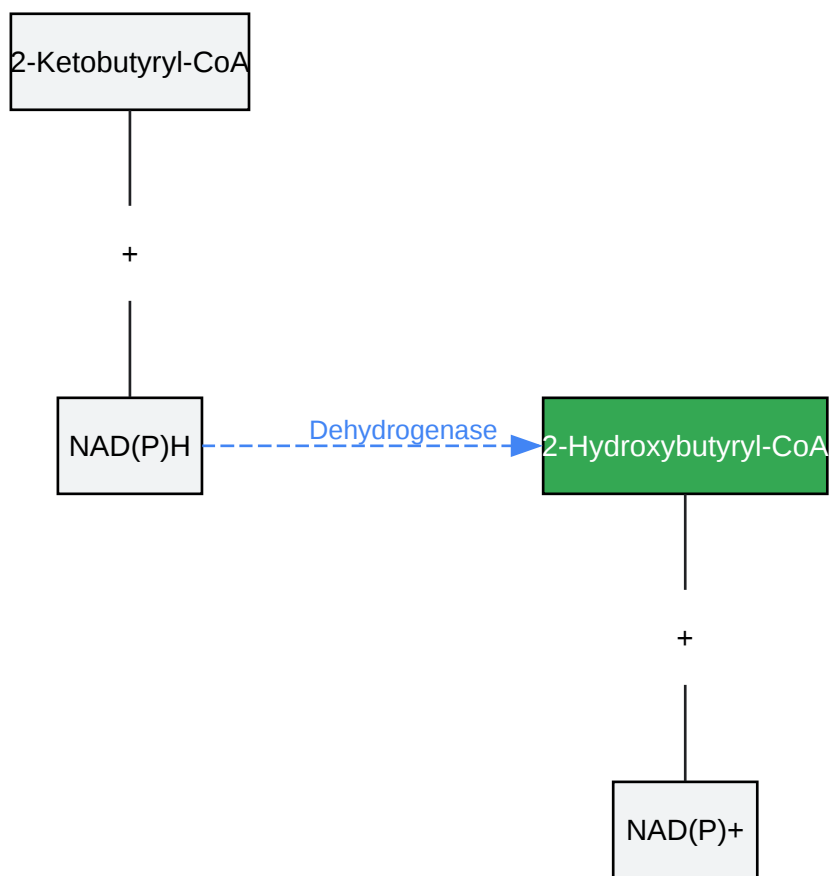 2-Ketobutyryl-CoA
+
NAD(P)H
Dehydrogenase
2-Hydroxybutyryl-CoA
+
NAD(P)+